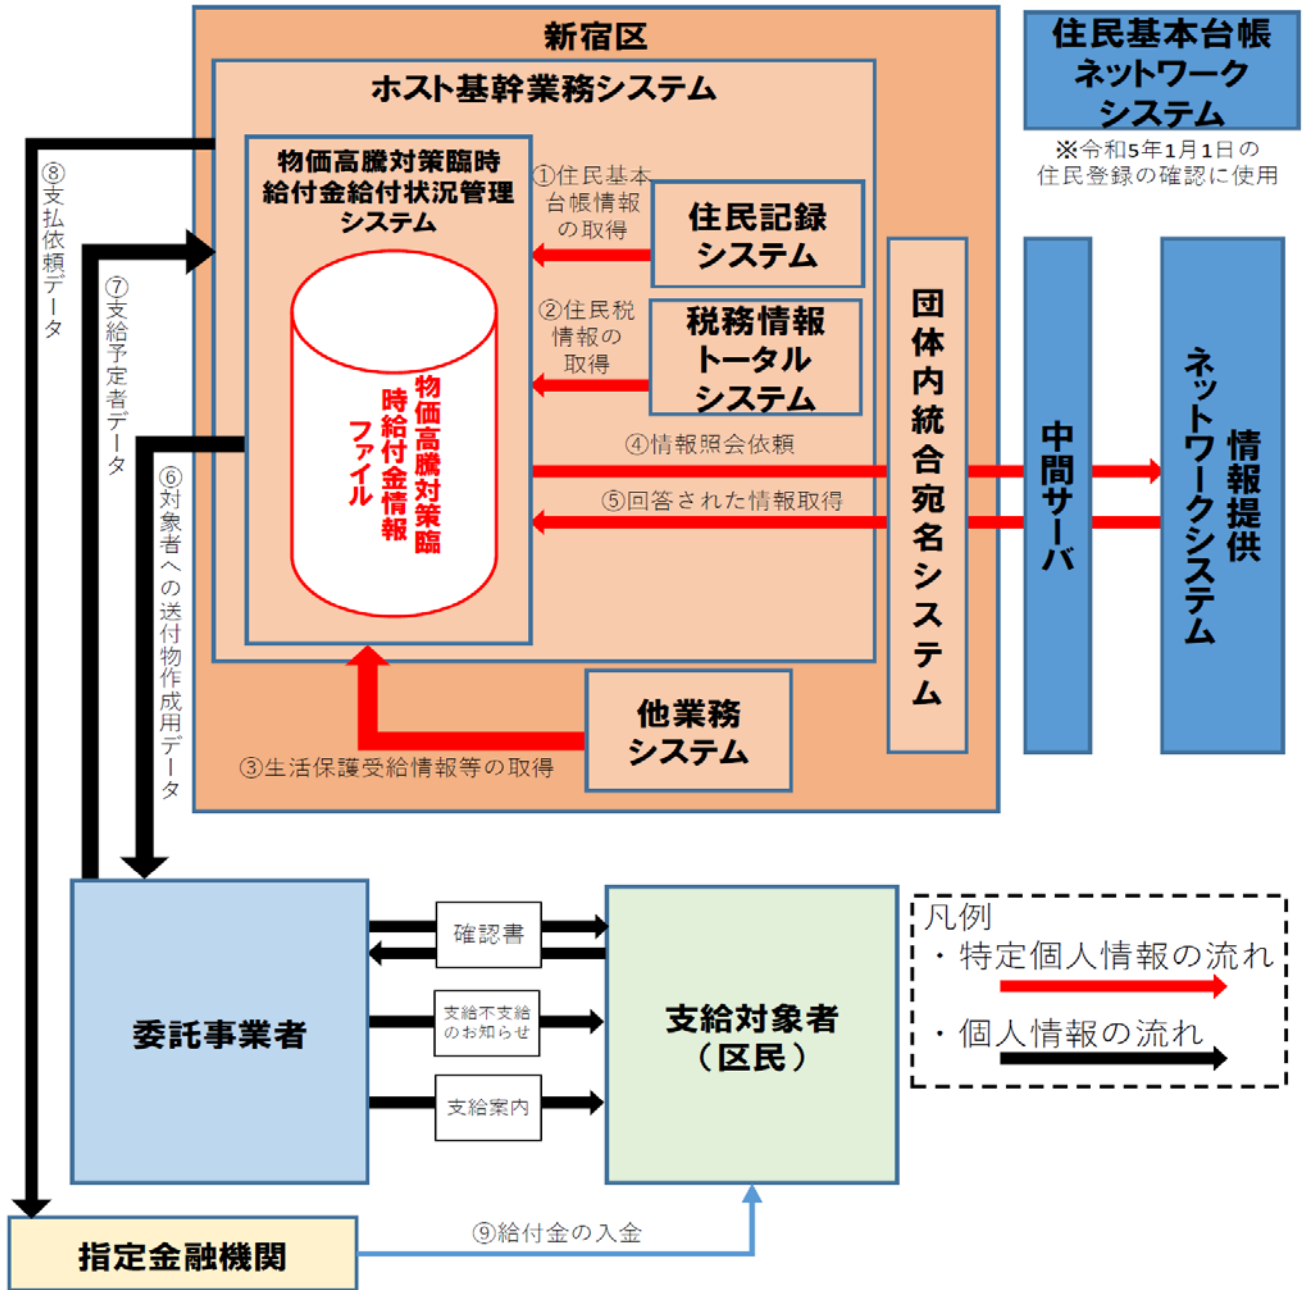 新宿区
ホスト基幹業務システム
物価高騰対策臨時
給付金給付状況管理
システム
物価高騰対策臨
時給付金情報
ファイル
①住民基本
台帳情報
の取得
住民記録
システム
②住民税
情報の
取得
税務情報
トータル
システム
④情報照会依頼
⑤回答された情報取得
③生活保護受給情報等の取得
他業務
システム
団体内統合宛名システム
中間サーバ
情報提供
ネットワークシステム
住民基本台帳
ネットワーク
システム
※令和5年1月1日の
住民登録の確認に使用
⑧支払依頼データ
⑦支給予定者データ
⑥対象者への送付物作成用データ
委託事業者
確認書
支給不支給
のお知らせ
支給案内
支給対象者
（区民）
凡例
・特定個人情報の流れ
・個人情報の流れ
指定金融機関
⑨給付金の入金